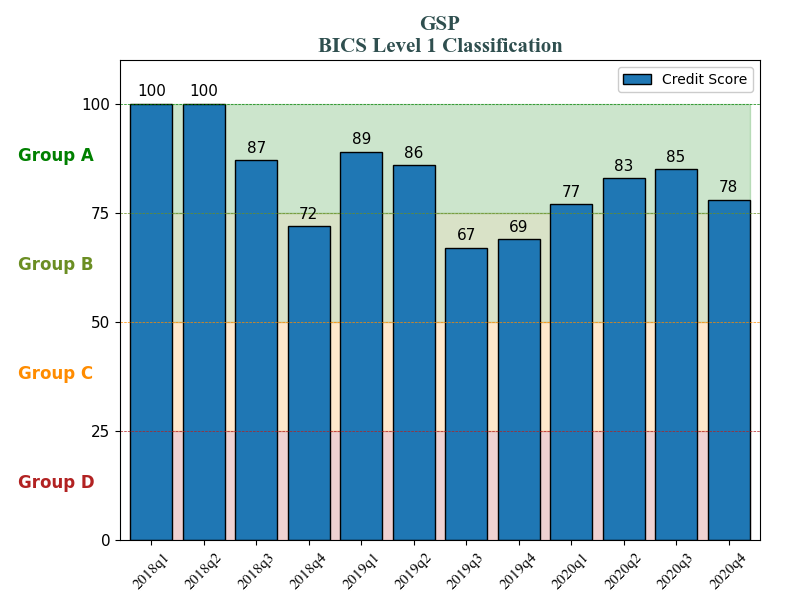 GSP
BICS Level 1 Classification
Credit Score
100
75
50
25
0
Group A
Group B
Group C
Group D
100
100
87
72
89
86
67
69
77
83
85
78
2018q1
2018q2
2018q3
2018q4
2019q1
2019q2
2019q3
2019q4
2020q1
2020q2
2020q3
2020q4